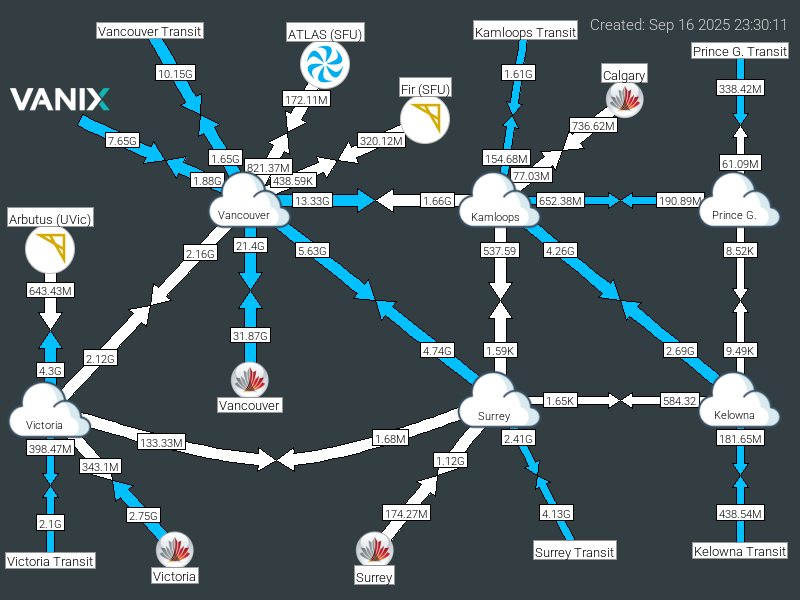 Created: Sep 16 2025 23:30:11
Vancouver Transit
ATLAS (SFU)
Kamloops Transit
Prince G. Transit
10.15G
1.61G
Calgary
338.42M
VANIX
172.11M
Fir (SFU)
736.62M
7.65G
320.12M
1.65G
154.68M
61.09M
821.37M
77.03M
1.88G
438.59K
13.33G
1.66G
652.38M
190.89M
Vancouver
Kamloops
Prince G.
Arbutus (UVic)
2.16G
21.4G
5.63G
537.59
4.26G
8.52K
643.43M
31.87G
4.3G
2.12G
4.74G
1.59K
2.69G
9.49K
Vancouver
1.65K
584.32
Victoria
Surrey
Kelowna
398.47M
133.33M
1.68M
2.41G
181.65M
343.1M
1.12G
2.1G
2.75G
174.27M
4.13G
438.54M
Victoria Transit
Victoria
Surrey
Surrey Transit
Kelowna Transit